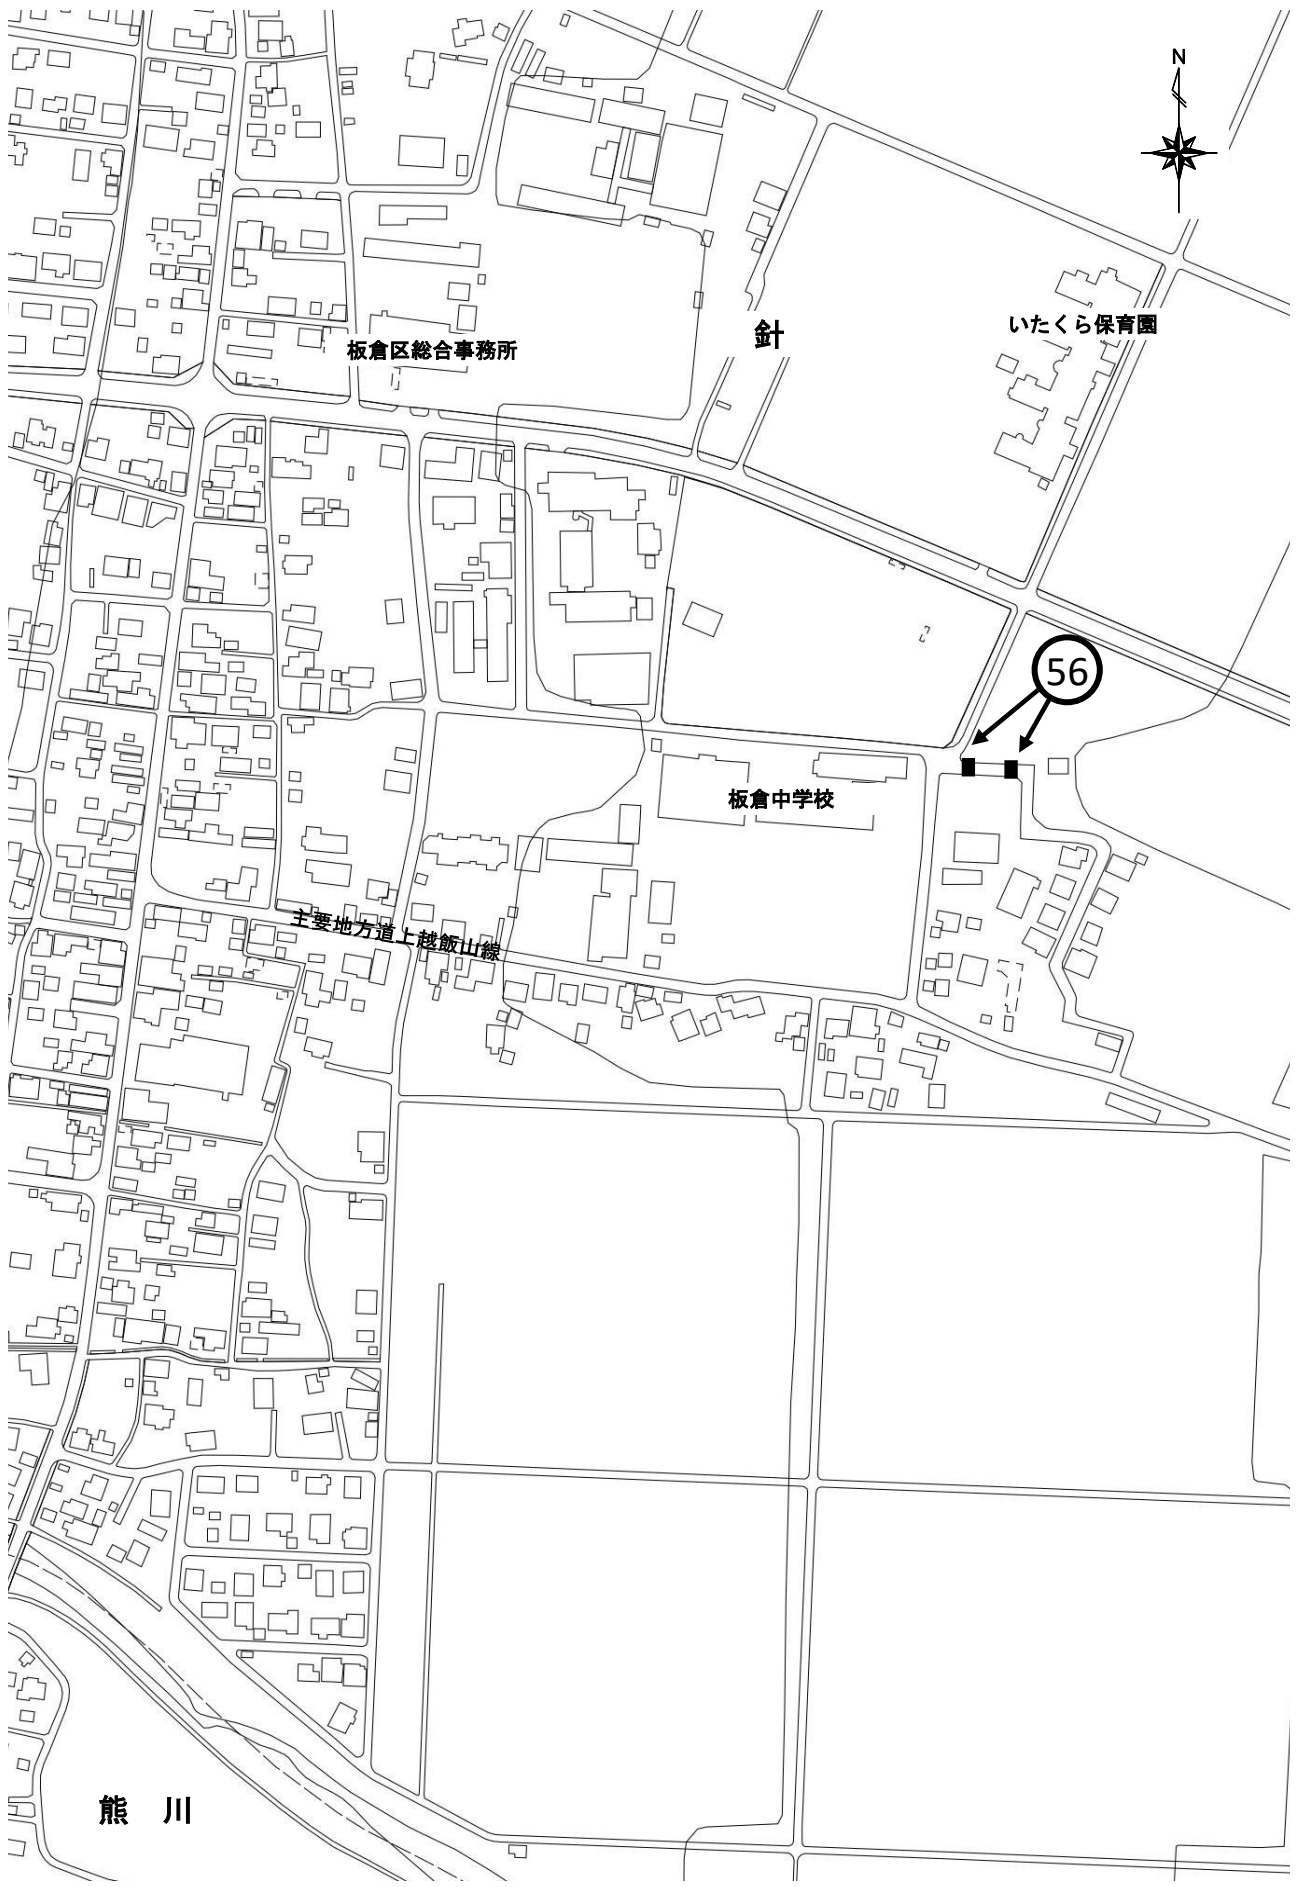 N
針
いたくら保育園
板倉区総合事務所
56
板倉中学校
主要地方道上越飯山線
熊　川